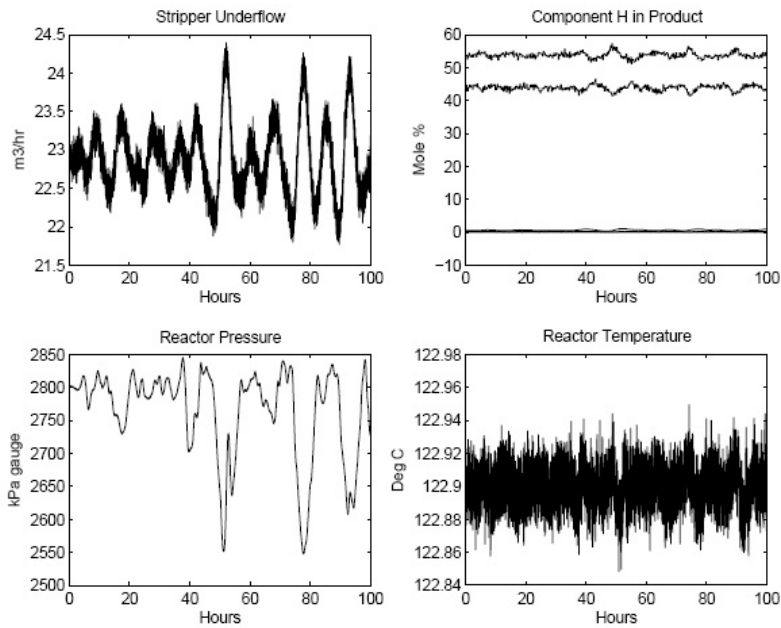 Stripper Underflow
24.5
24
23.5
23
22.5
22
21.5
m3/hr
0 20 40 60 80 100
Hours
Component H in Product
60
50
40
30
20
10
0
−10
Mole %
0 20 40 60 80 100
Hours
Reactor Pressure
2850
2800
2750
2700
2650
2600
2550
2500
kPa gauge
0 20 40 60 80 100
Hours
Reactor Temperature
122.98
122.96
122.94
122.92
122.9
122.88
122.86
122.84
Deg C
0 20 40 60 80 100
Hours